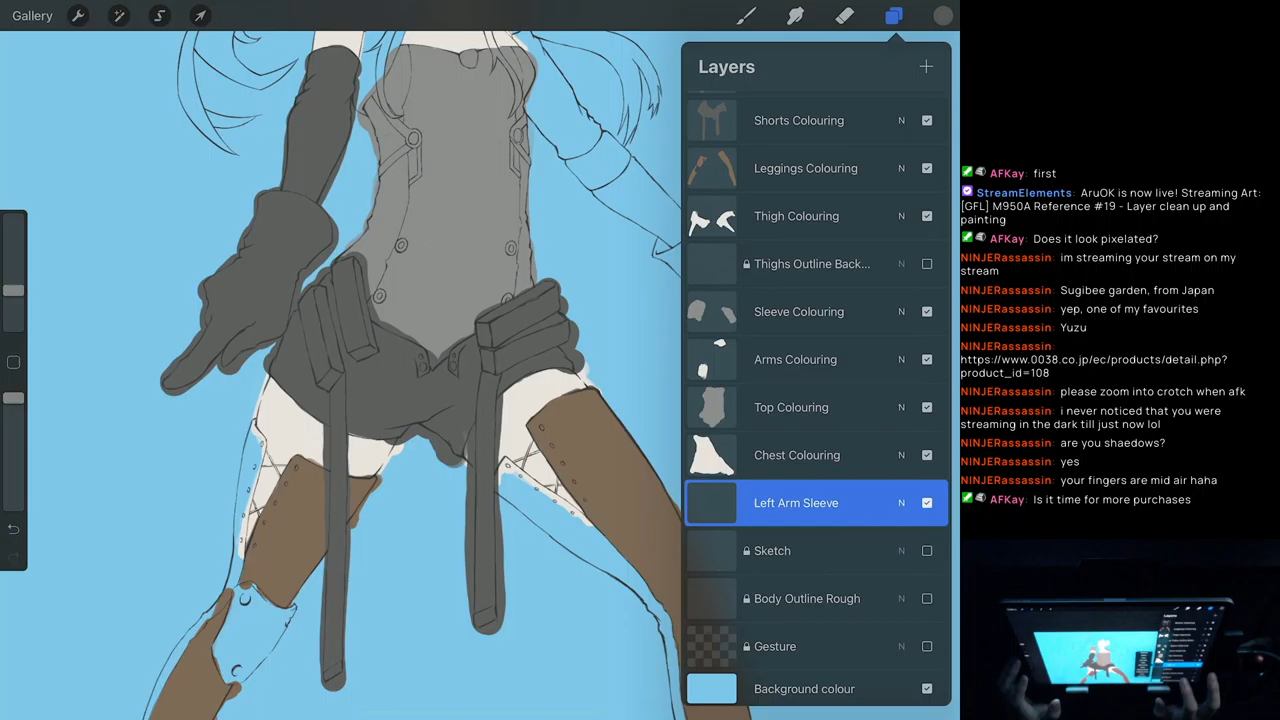 Gallery
Layers
Shorts Colouring N
Leggings Colouring N
Thigh Colouring N
Thighs Outline Back... N
Sleeve Colouring N
Arms Colouring N
Top Colouring N
Chest Colouring N
Left Arm Sleeve N
Sketch N
Body Outline Rough N
Gesture N
Background colour
AFKay: first
StreamElements: AruOK is now live! Streaming Art:
[GFL] M950A Reference #19 - Layer clean up and
painting
AFKay: Does it look pixelated?
NINJERassassin: im streaming your stream on my
stream
NINJERassassin: Sugibee garden, from Japan
NINJERassassin: yep, one of my favourites
NINJERassassin: Yuzu
NINJERassassin:
https://www.0038.co.jp/ec/products/detail.php?
product_id=108
NINJERassassin: please zoom into crotch when afk
NINJERassassin: i never noticed that you were
streaming in the dark till just now lol
NINJERassassin: are you shaedows?
NINJERassassin: yes
NINJERassassin: your fingers are mid air haha
AFKay: Is it time for more purchases